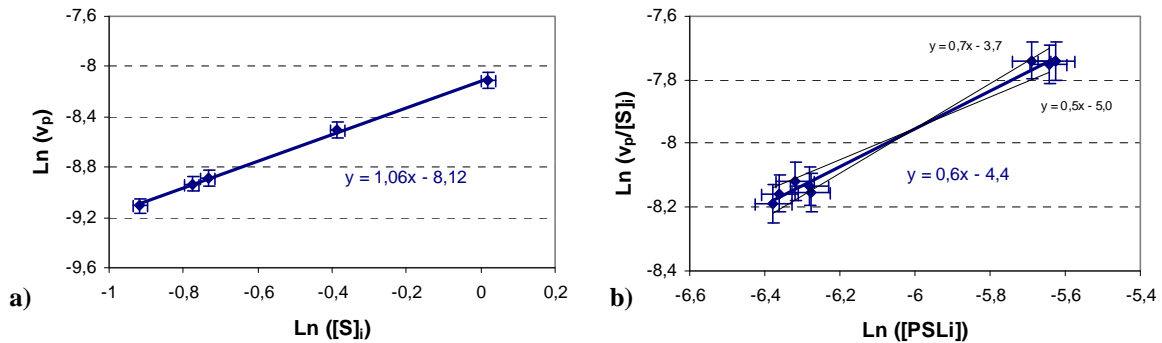 -7,6
-8
-8,4
-8,8
-9,2
-9,6
-1
-0,8
-0,6
-0,4
-0,2
0
0,2
Ln (vp)
Ln ([S]i)
y = 1,06x - 8,12
a)
-7,6
-7,8
-8
-8,2
-8,4
-6,6
-6,4
-6,2
-6
-5,8
-5,6
-5,4
Ln (vp/[S]i)
Ln ([PSLi])
y = 0,7x - 3,7
y = 0,5x - 5,0
y = 0,6x - 4,4
b)